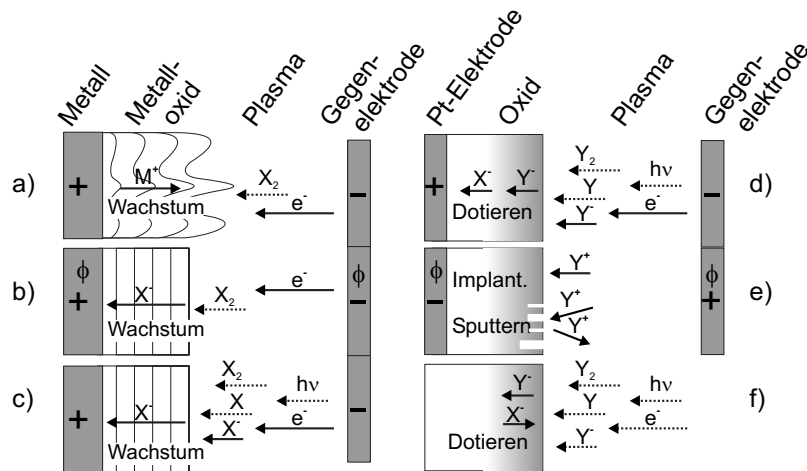 Metall
Metall-
oxid
Plasma
Gegen-
elektrode
Pt-Elektrode
Oxid
Plasma
Gegen-
elektrode
a)
+
M⁺
Wachstum
X₂
e⁻
−
b)
ϕ
+
X⁻
Wachstum
X₂
e⁻
ϕ
−
c)
+
X⁻
Wachstum
X₂
X
X⁻
hν
e⁻
−
+
X⁻
Y⁻
Dotieren
Y₂
Y
Y⁻
hν
e⁻
−
d)
ϕ
−
Implant.
Sputtern
Y⁺
Y⁺
Y⁺
ϕ
+
e)
Y⁻
X⁻
Dotieren
Y₂
Y
Y⁻
hν
e⁻
f)